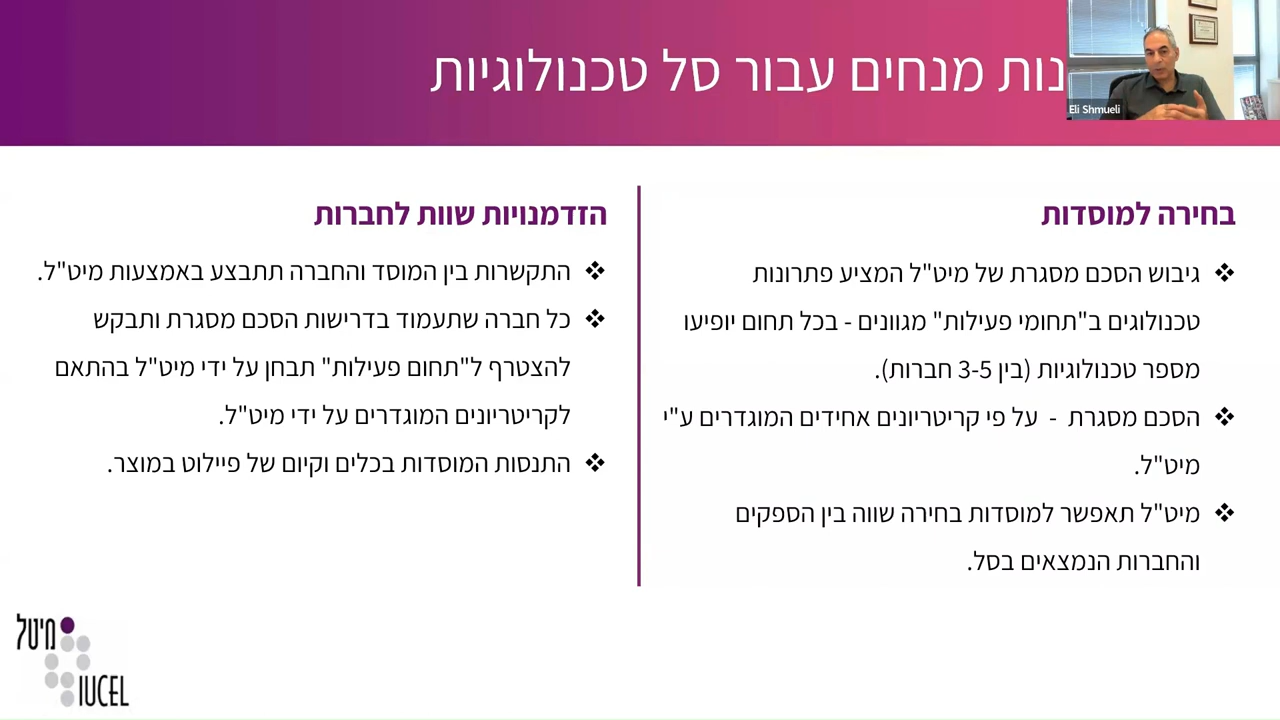 מנחים עבור סל טכנולוגיות
Eli Shmueli
בחירה למוסדות
❖ גיבוש הסכם מסגרת של מיט"ל המציע פתרונות
טכנולוגים ב"תחומי פעילות" מגוונים - בכל תחום יופיעו
מספר טכנולוגיות (בין 3-5 חברות).
❖ הסכם מסגרת - על פי קריטריונים אחידים המוגדרים ע"י
מיט"ל.
❖ מיט"ל תאפשר למוסדות בחירה שווה בין הספקים
והחברות הנמצאים בסל.
הזדמנויות שוות לחברות
❖ התקשרות בין המוסד והחברה תתבצע באמצעות מיט"ל.
❖ כל חברה שתעמוד בדרישות הסכם מסגרת ותבקש
להצטרף ל"תחום פעילות" תבחן על ידי מיט"ל בהתאם
לקריטריונים המוגדרים על ידי מיט"ל.
❖ התנסות המוסדות בכלים וקיום של פיילוט במוצר.
מיטל
IUCEL